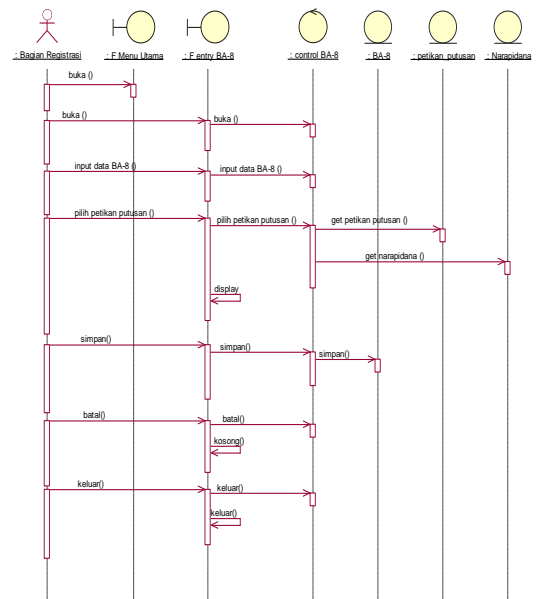 : Bagian Registrasi
: F Menu Utama
: F entry BA-8
: control BA-8
: BA-8
: petikan_putusan
: Narapidana
buka ()
buka ()
buka ()
input data BA-8 ()
input data BA-8 ()
pilih petikan putusan ()
pilih petikan putusan ()
get petikan putusan ()
get narapidana ()
display
simpan()
simpan()
simpan()
batal()
batal()
kosong()
keluar()
keluar()
keluar()